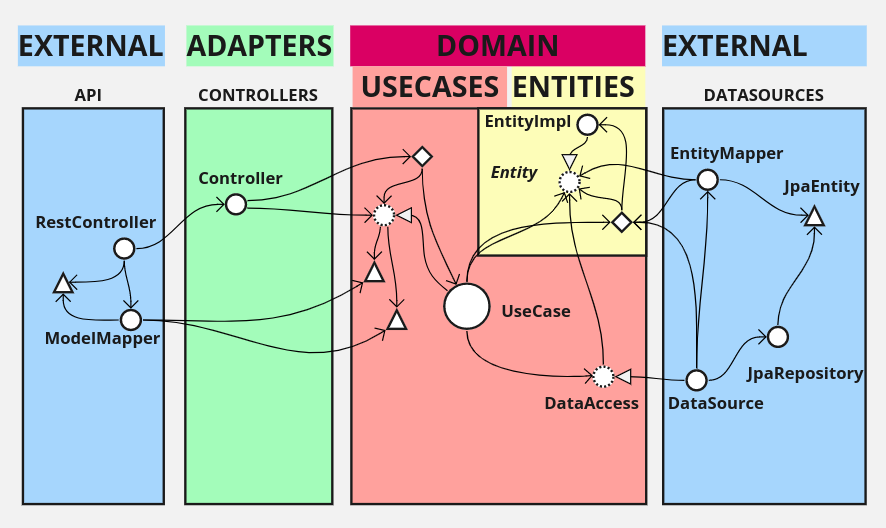 EXTERNAL
ADAPTERS
DOMAIN
EXTERNAL
USECASES
ENTITIES
API
CONTROLLERS
DATASOURCES
EntityImpl
EntityMapper
Entity
Controller
JpaEntity
RestController
UseCase
ModelMapper
JpaRepository
DataAccess
DataSource